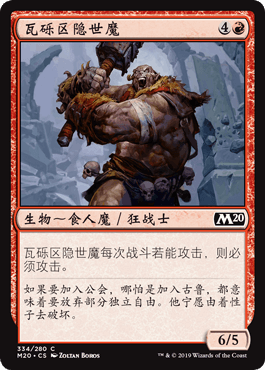 瓦砾区隐世魔 4
生物～食人魔 / 狂战士 M20
瓦砾区隐世魔每次战斗若能攻击，则必
须攻击。
如果要加入公会，哪怕是加入古鲁，都意
味着要放弃部分独立自由。他宁愿由着性
子去破坏。
6/5
334/280 C
M20 • CS ZOLTAN BOROS ™ & © 2019 Wizards of the Coast